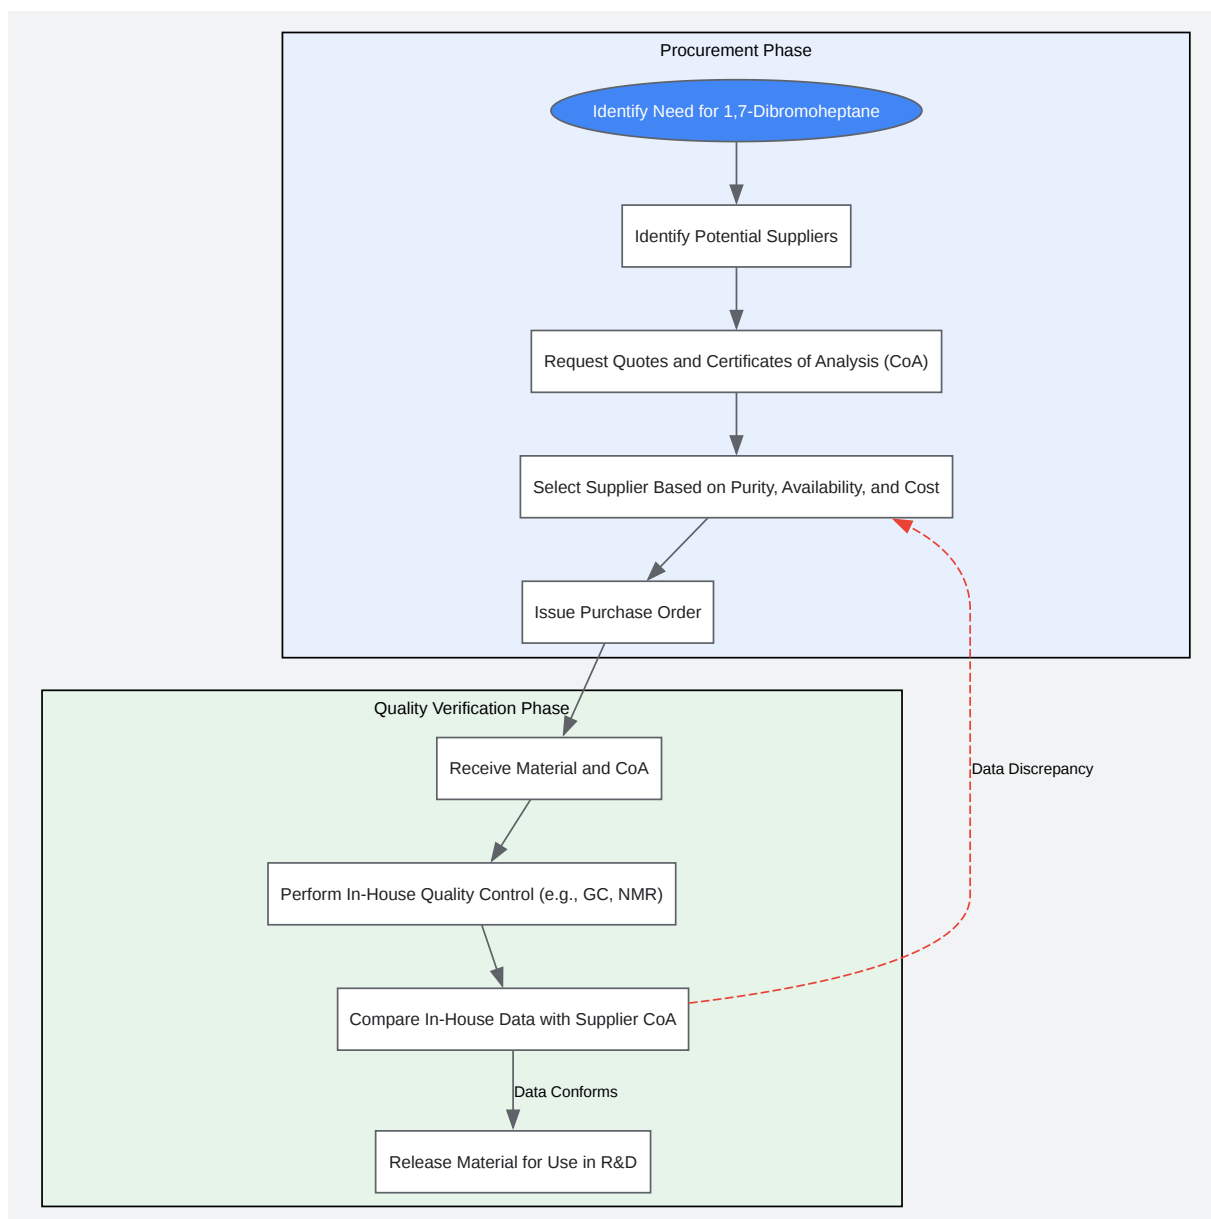 Procurement Phase
Identify Need for 1,7-Dibromoheptane
Identify Potential Suppliers
Request Quotes and Certificates of Analysis (CoA)
Select Supplier Based on Purity, Availability, and Cost
Issue Purchase Order
Quality Verification Phase
Receive Material and CoA
Data Discrepancy
Perform In-House Quality Control (e.g., GC, NMR)
Compare In-House Data with Supplier CoA
Data Conforms
Release Material for Use in R&D